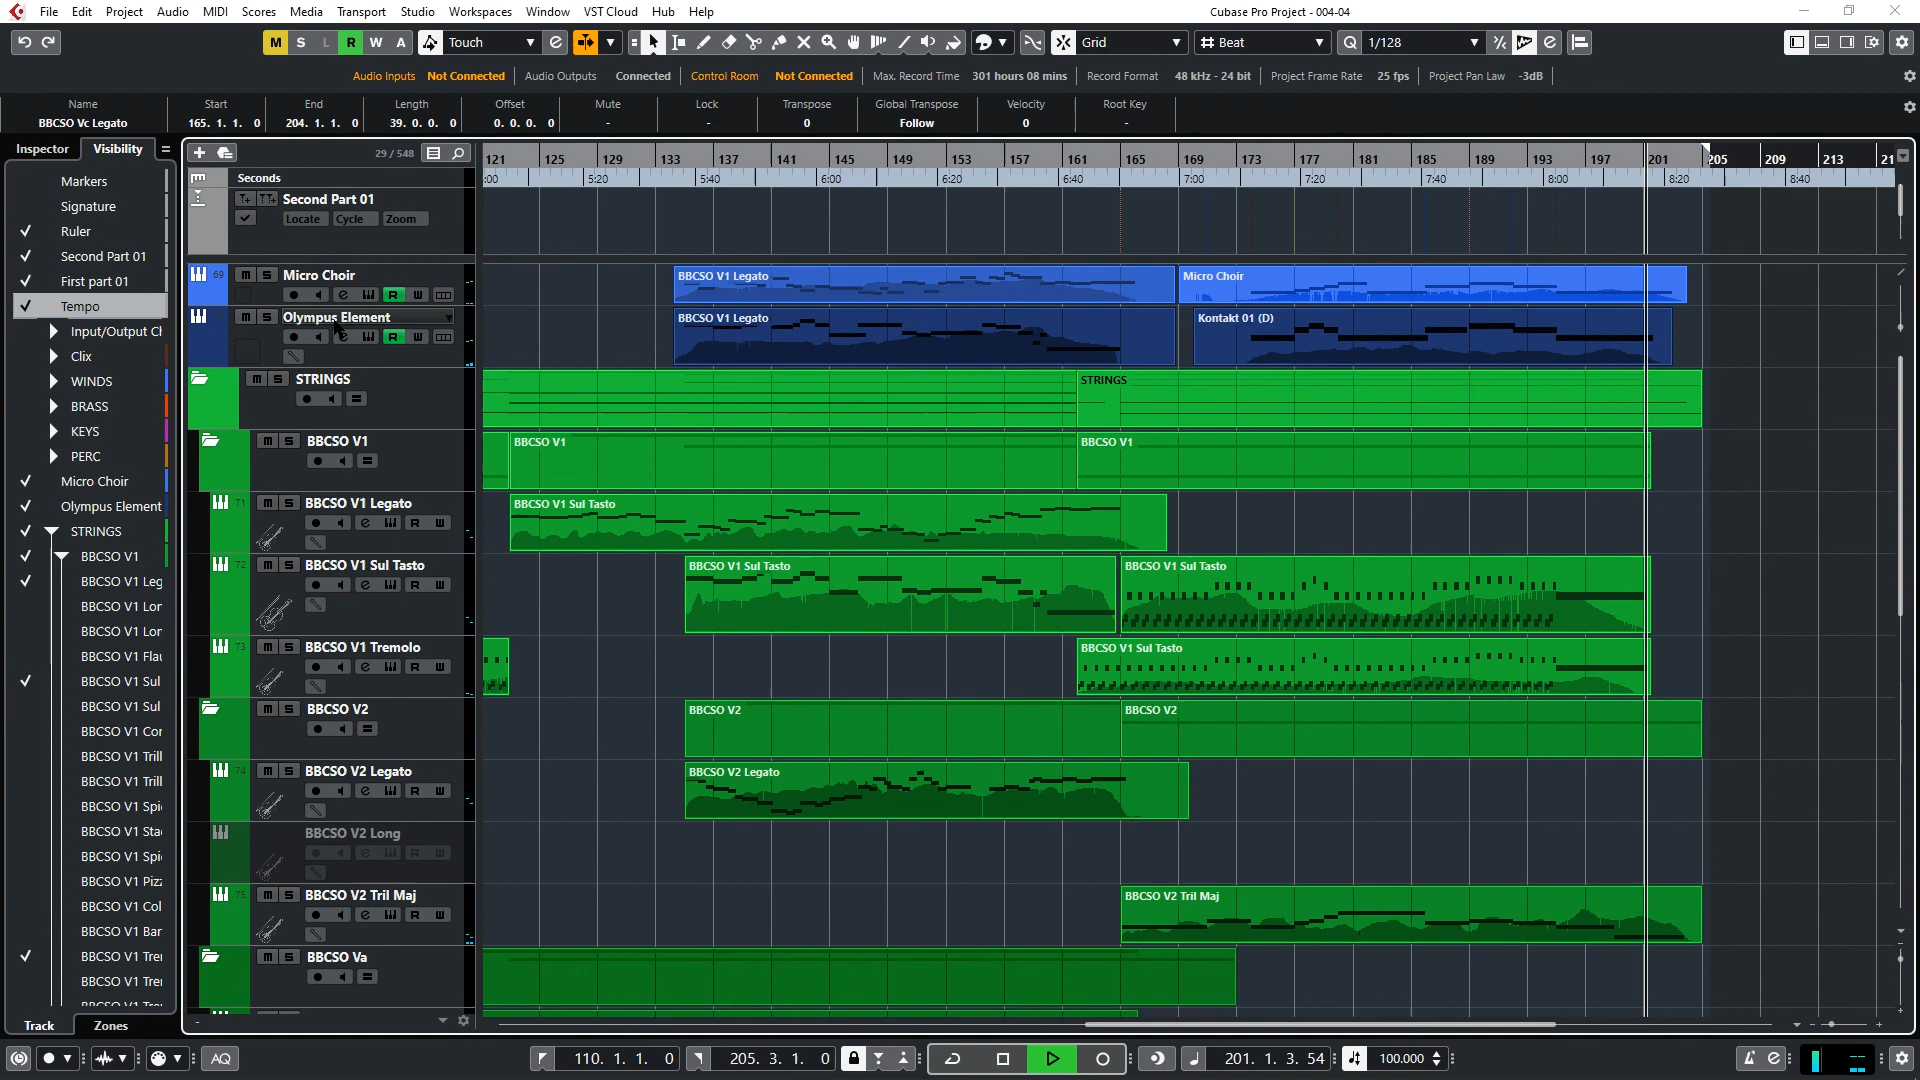 File Edit Project Audio MIDI Scores Media Transport Studio Workspaces Window VST Cloud Hub Help
Cubase Pro Project - 004-04
M S L R W A Touch Grid Beat Q 1/128
Audio Inputs Not Connected Audio Outputs Connected Control Room Not Connected Max. Record Time 301 hours 08 mins Record Format 48 kHz - 24 bit Project Frame Rate 25 fps Project Pan Law -3dB
Name Start End Length Offset Mute Lock Transpose Global Transpose Velocity Root Key
BBCSO Vc Legato 165. 1. 1. 0 204. 1. 1. 0 39. 0. 0. 0 0. 0. 0. 0 - - 0 Follow 0 -
Inspector Visibility
29 / 548
121 125 129 133 137 141 145 149 153 157 161 165 169 173 177 181 185 189 193 197 201 205 209 213 21
Seconds
:00 5:20 5:40 6:00 6:20 6:40 7:00 7:20 7:40 8:00 8:20 8:40
Markers
Signature
Ruler
Second Part 01
First part 01
Tempo
Input/Output Ch
Clix
WINDS
BRASS
KEYS
PERC
Micro Choir
Olympus Element
STRINGS
BBCSO V1
BBCSO V1 Leg
BBCSO V1 Lor
BBCSO V1 Lor
BBCSO V1 Flau
BBCSO V1 Sul
BBCSO V1 Sul
BBCSO V1 Cor
BBCSO V1 Trill
BBCSO V1 Trill
BBCSO V1 Spic
BBCSO V1 Sta
BBCSO V1 Spi
BBCSO V1 Piz
BBCSO V1 Col
BBCSO V1 Bar
BBCSO V1 Tre
BBCSO V1 Tre
Track Zones
Second Part 01
Locate Cycle Zoom
69 m S Micro Choir
e R W
m S Olympus Element
e R W
m S STRINGS
m S BBCSO V1
71 m S BBCSO V1 Legato
e R W
72 m S BBCSO V1 Sul Tasto
e R W
73 m S BBCSO V1 Tremolo
e R W
m S BBCSO V2
74 m S BBCSO V2 Legato
e R W
BBCSO V2 Long
e R W
75 m S BBCSO V2 Tril Maj
e R W
m S BBCSO Va
BBCSO V1 Legato Micro Choir
BBCSO V1 Legato Kontakt 01 (D)
STRINGS
BBCSO V1 BBCSO V1
BBCSO V1 Sul Tasto
BBCSO V1 Sul Tasto BBCSO V1 Sul Tasto
BBCSO V1 Sul Tasto
BBCSO V2 BBCSO V2
BBCSO V2 Legato
BBCSO V2 Tril Maj
AQ 110. 1. 1. 0 205. 3. 1. 0 201. 1. 3. 54 100.000